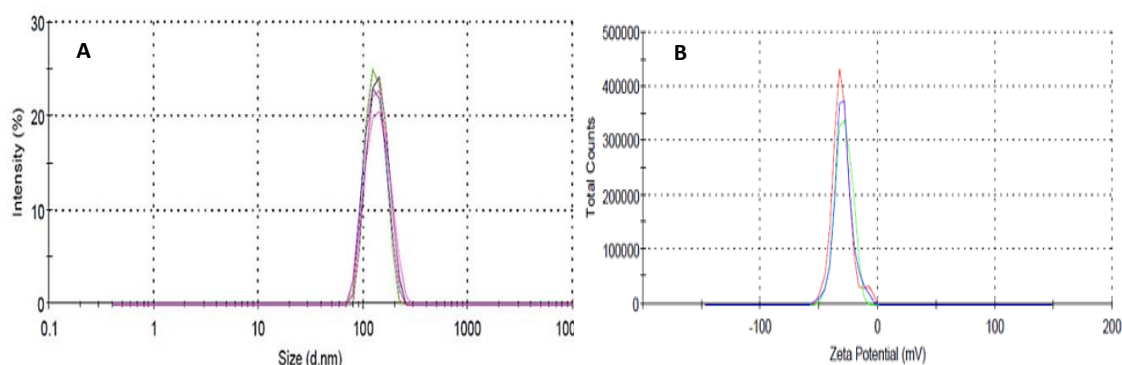 A
Intensity (%)
30
20
10
0
0.1 1 10 100 1000 1000
Size (d.nm)
B
Total Counts
500000
400000
300000
200000
100000
0
-100 0 100 200
Zeta Potential (mV)